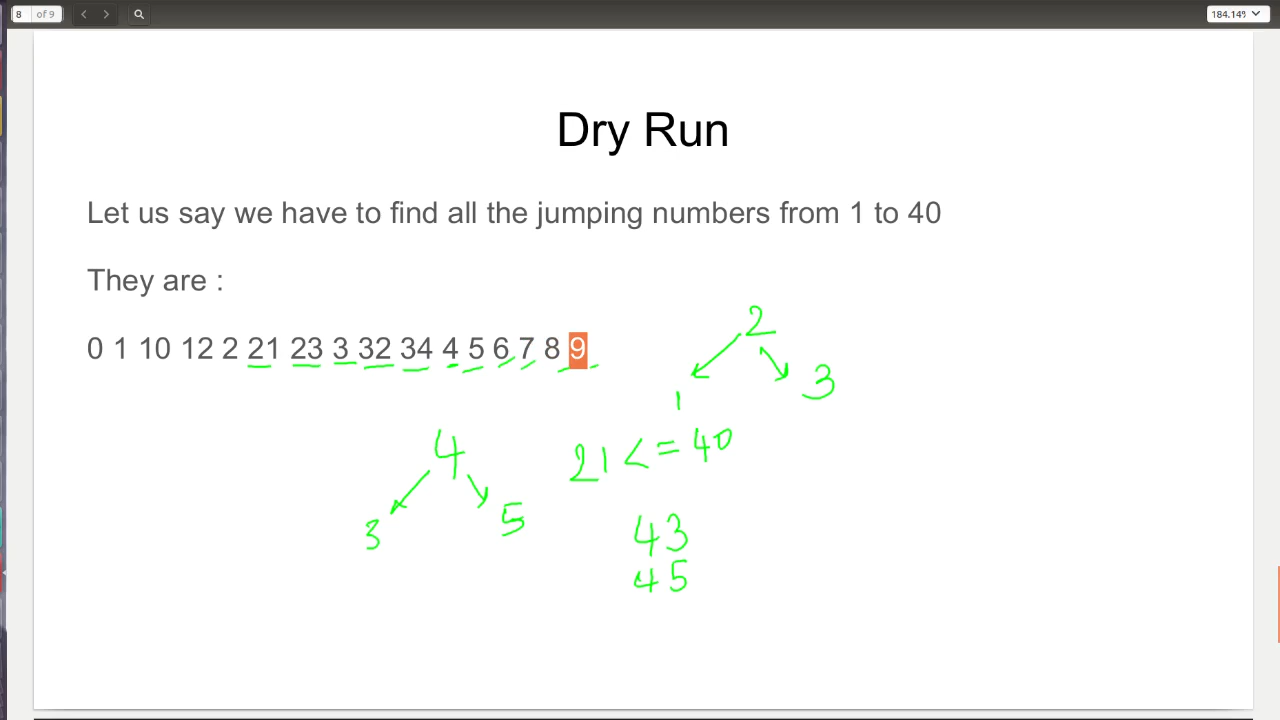 8 of 9 184.14%
Dry Run
Let us say we have to find all the jumping numbers from 1 to 40
They are :
0 1 10 12 2 21 23 3 32 34 4 5 6 7 8 9
2
1 3
21 <= 40
4
3 5
43
45